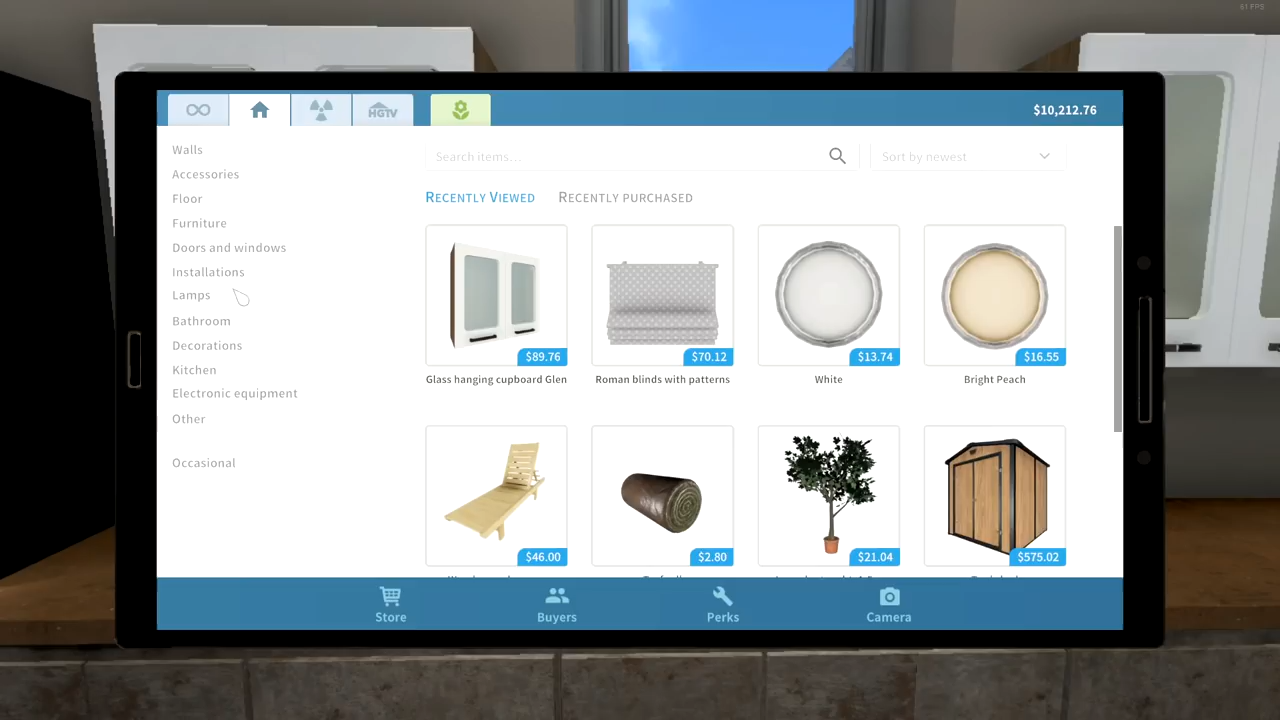 61 FPS
HGTV
$10,212.76
Walls
Accessories
Floor
Furniture
Doors and windows
Installations
Lamps
Bathroom
Decorations
Kitchen
Electronic equipment
Other
Occasional
Search items...
Sort by newest
Recently Viewed
Recently purchased
$89.76
$70.12
$13.74
$16.55
Glass hanging cupboard Glen
Roman blinds with patterns
White
Bright Peach
$46.00
$2.80
$21.04
$575.02
Store
Buyers
Perks
Camera